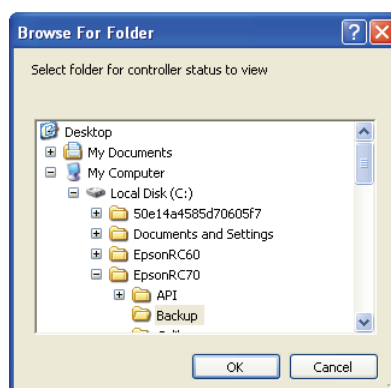 Browse For Folder
Select folder for controller status to view
Desktop
My Documents
My Computer
Local Disk (C:)
50e14a4585d70605f7
Documents and Settings
EpsonRC60
EpsonRC70
API
Backup
OK Cancel